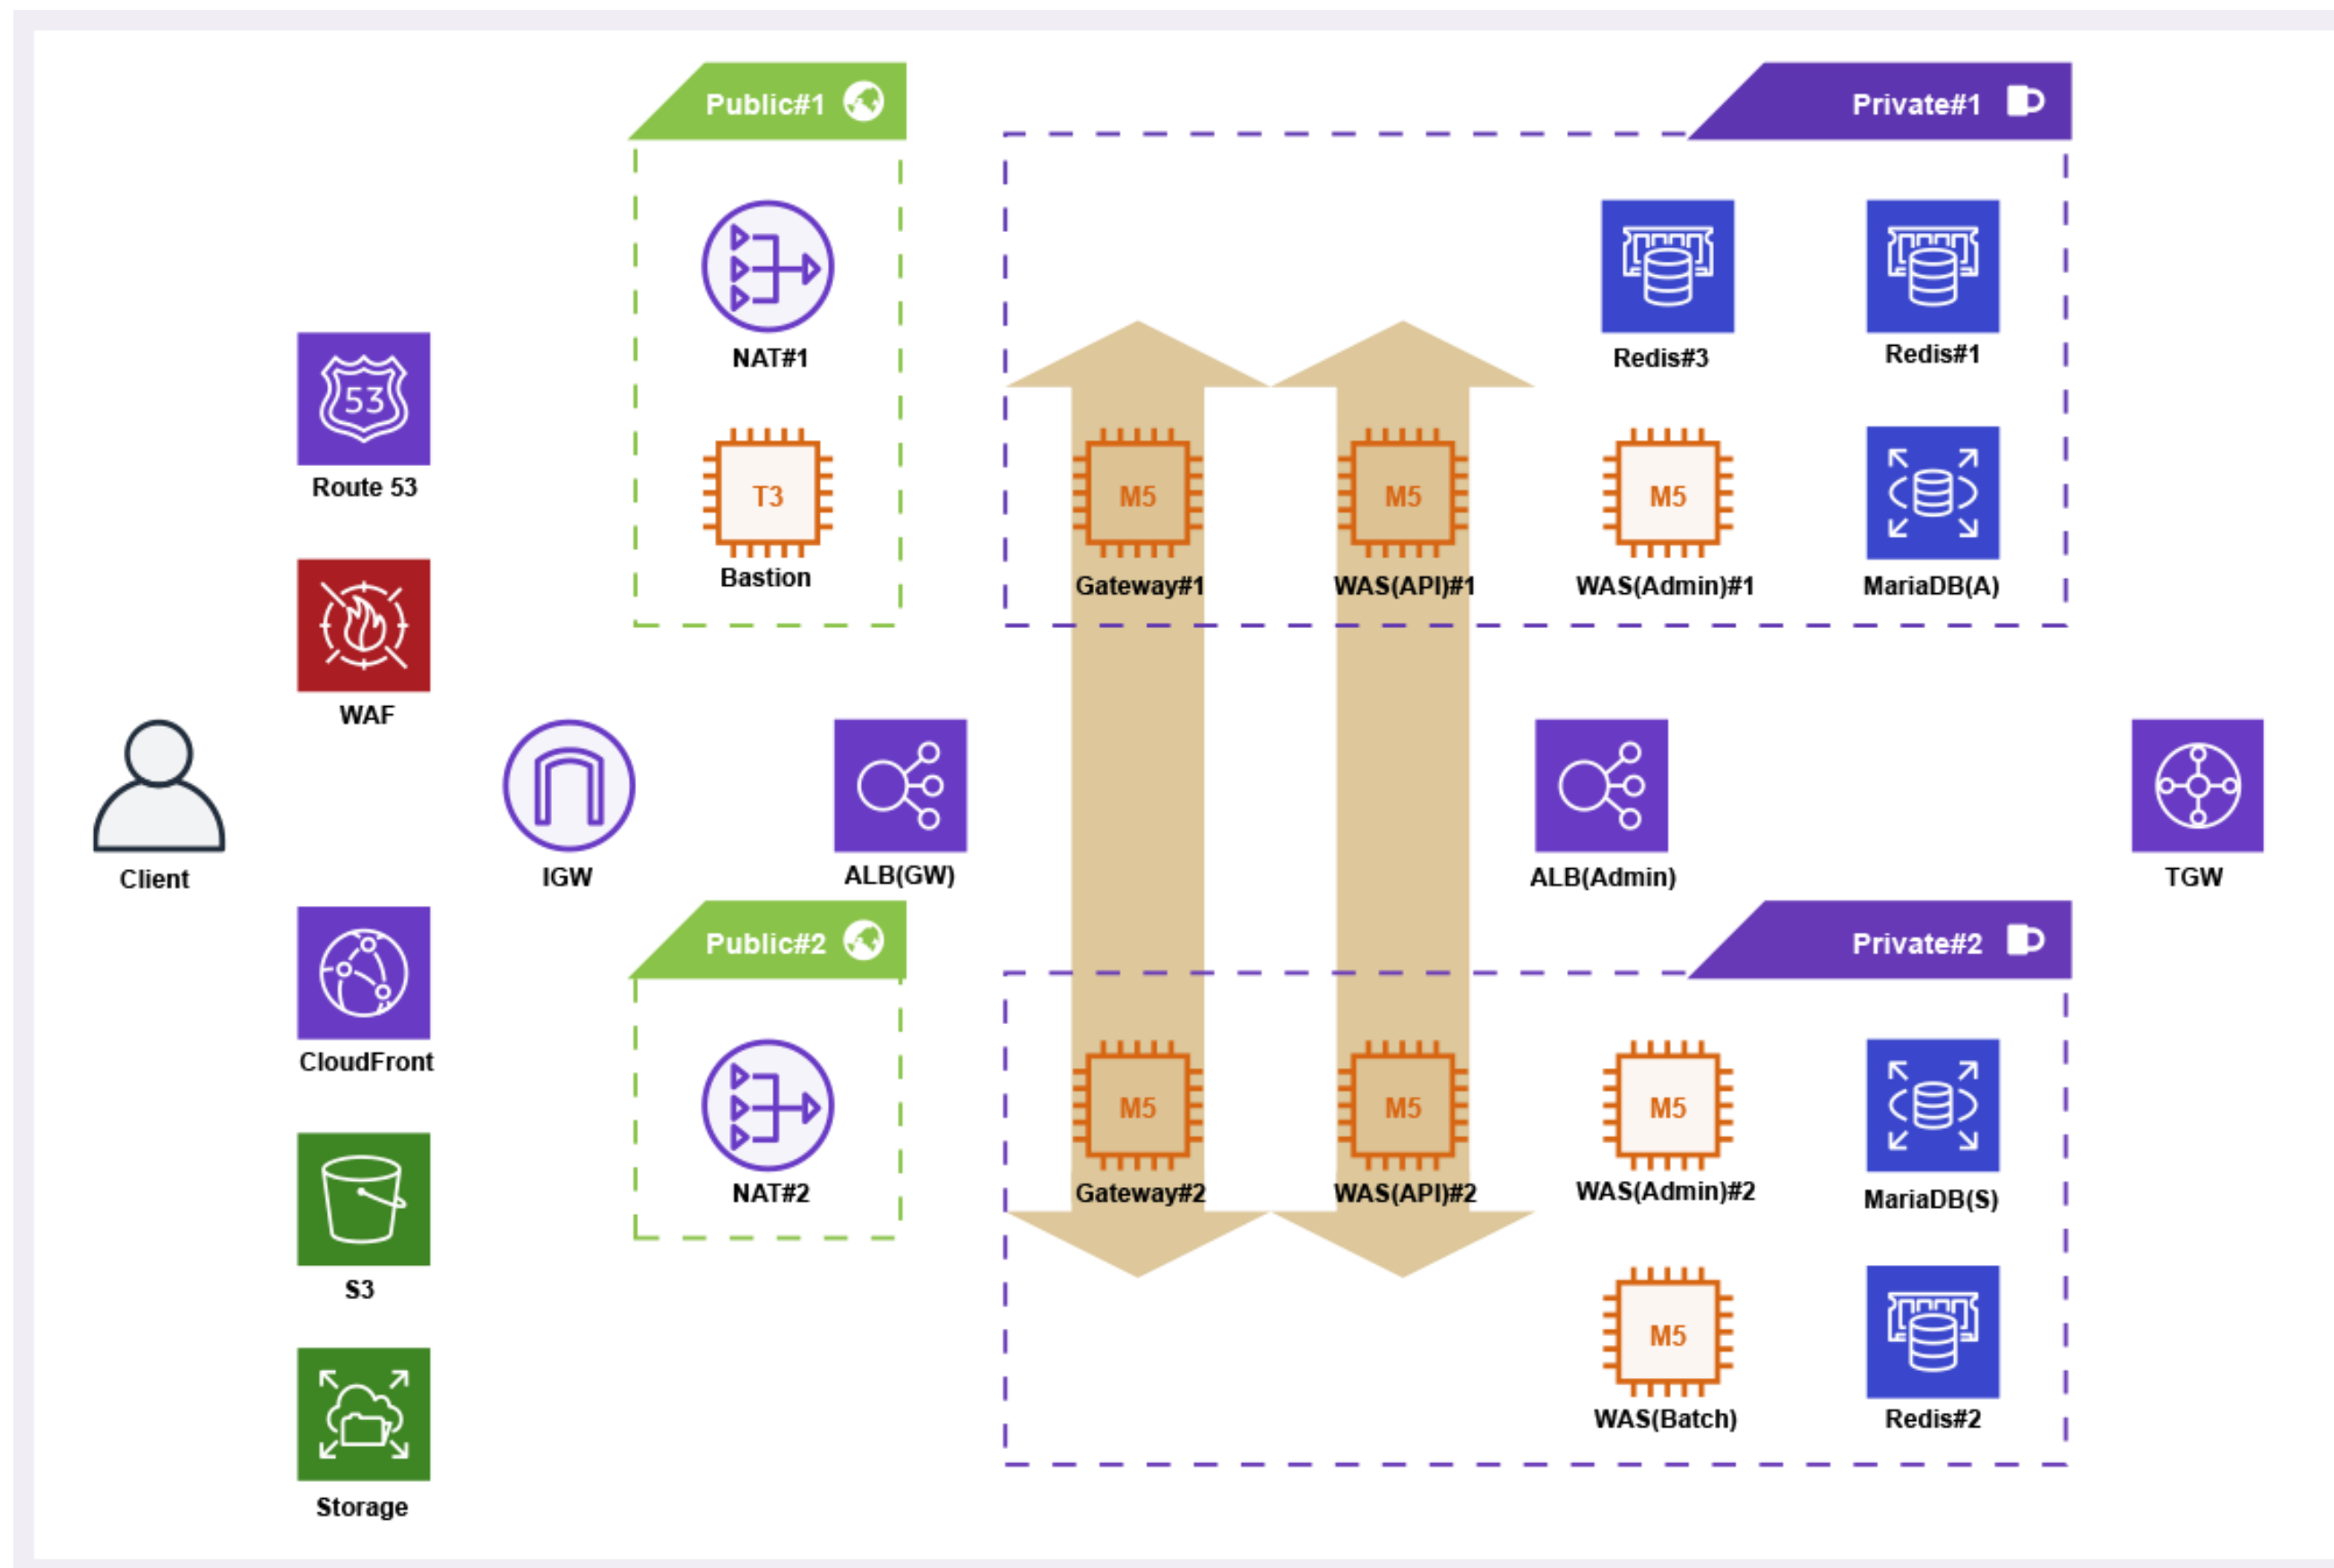 Public#1
Private#1
NAT#1
Redis#3
Redis#1
53
Route 53
T3
Bastion
M5
Gateway#1
M5
WAS(API)#1
M5
WAS(Admin)#1
MariaDB(A)
WAF
Client
IGW
ALB(GW)
ALB(Admin)
TGW
Public#2
Private#2
CloudFront
NAT#2
M5
Gateway#2
M5
WAS(API)#2
M5
WAS(Admin)#2
MariaDB(S)
S3
M5
WAS(Batch)
Redis#2
Storage